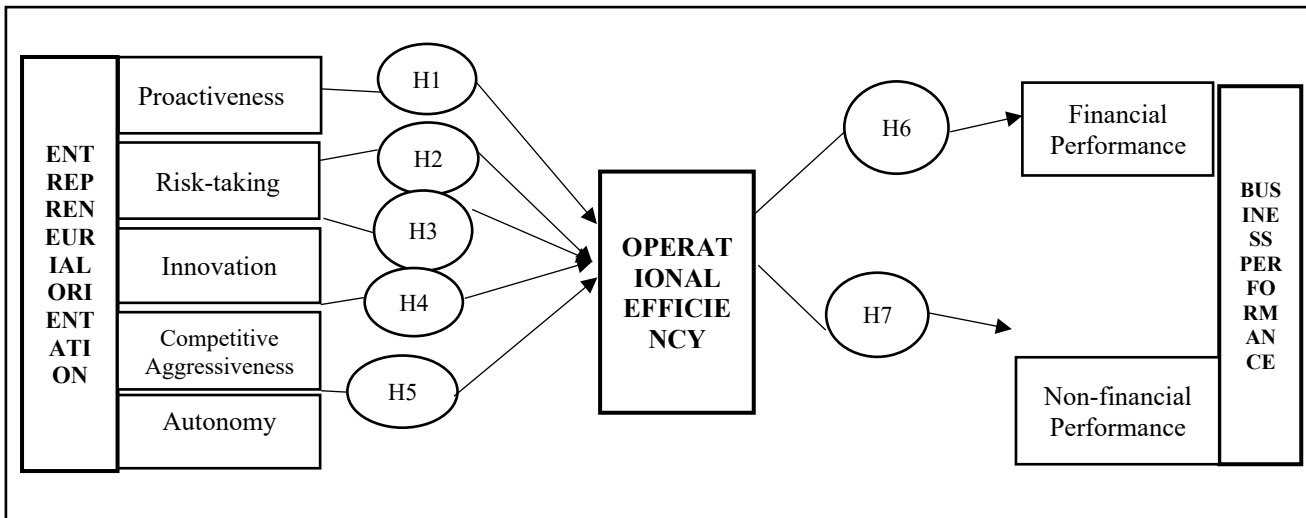 ENT
REP
REN
EUR
IAL
ORI
ENT
ATI
ON
Proactiveness
Risk-taking
Innovation
Competitive
Aggressiveness
Autonomy
H1
H2
H3
H4
H5
OPERAT
IONAL
EFFICIE
NCY
H6
H7
Financial
Performance
Non-financial
Performance
BUS
INE
SS
PER
FO
RM
AN
CE